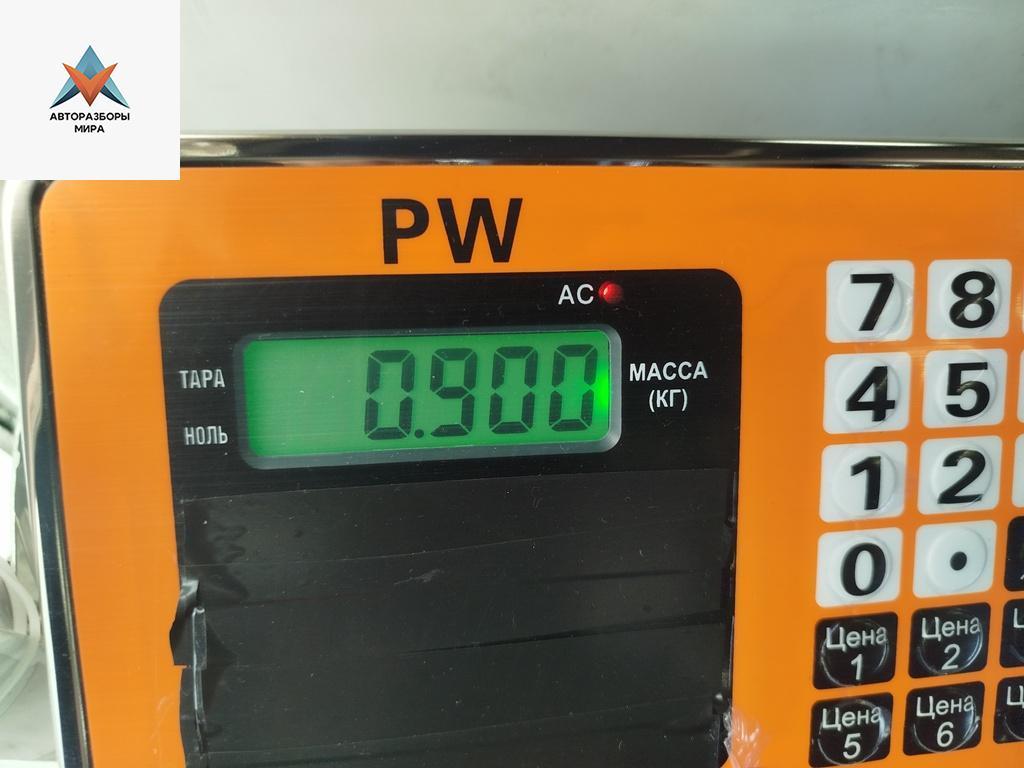 АВТОРАЗБОРЫ
МИРА
PW
AC
ТАРА
0.900
МАССА
(КГ)
НОЛЬ
7 8
4 5
1 2
0 .
Цена 1
Цена 2
Цена 5
Цена 6